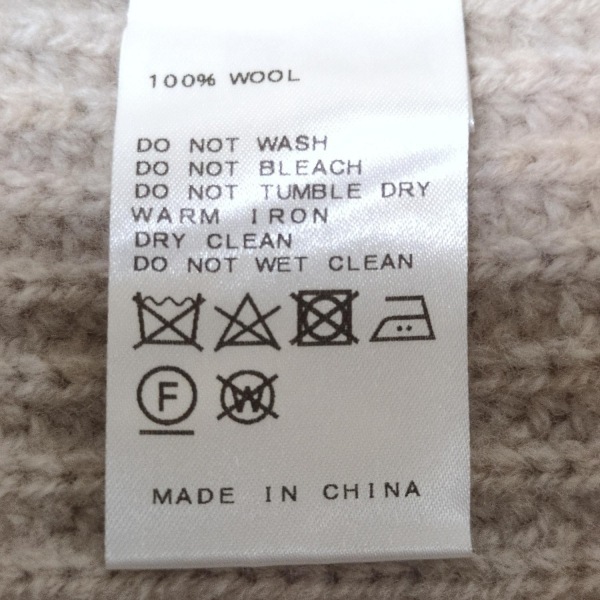 100% WOOL
DO NOT WASH
DO NOT BLEACH
DO NOT TUMBLE DRY
WARM IRON
DRY CLEAN
DO NOT WET CLEAN
F W
MADE IN CHINA